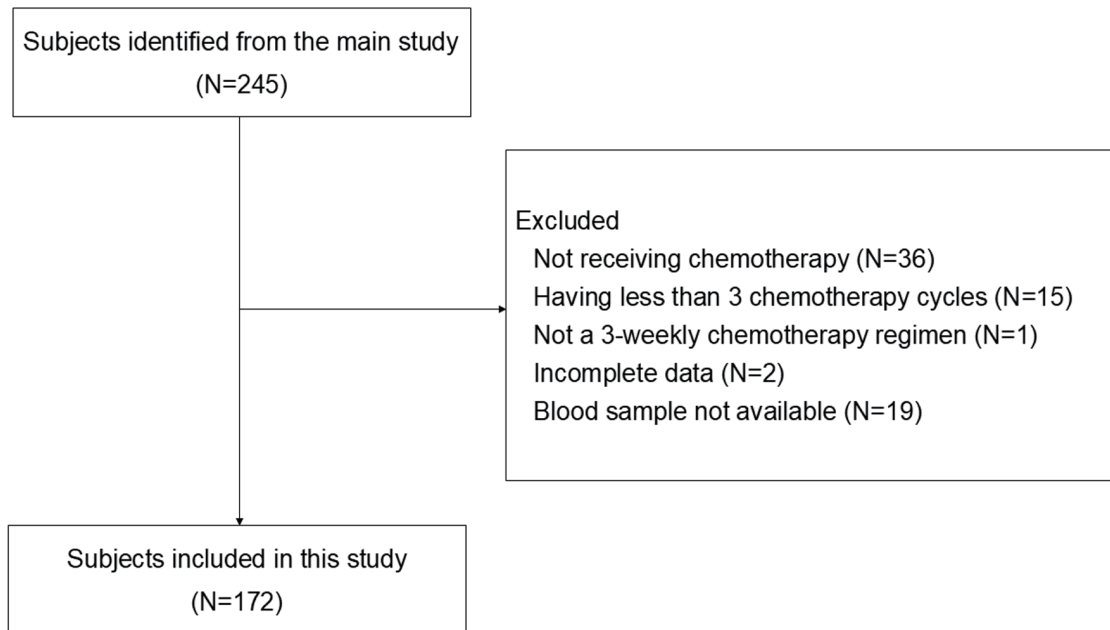 Subjects identified from the main study
(N=245)
Excluded
Not receiving chemotherapy (N=36)
Having less than 3 chemotherapy cycles (N=15)
Not a 3-weekly chemotherapy regimen (N=1)
Incomplete data (N=2)
Blood sample not available (N=19)
Subjects included in this study
(N=172)